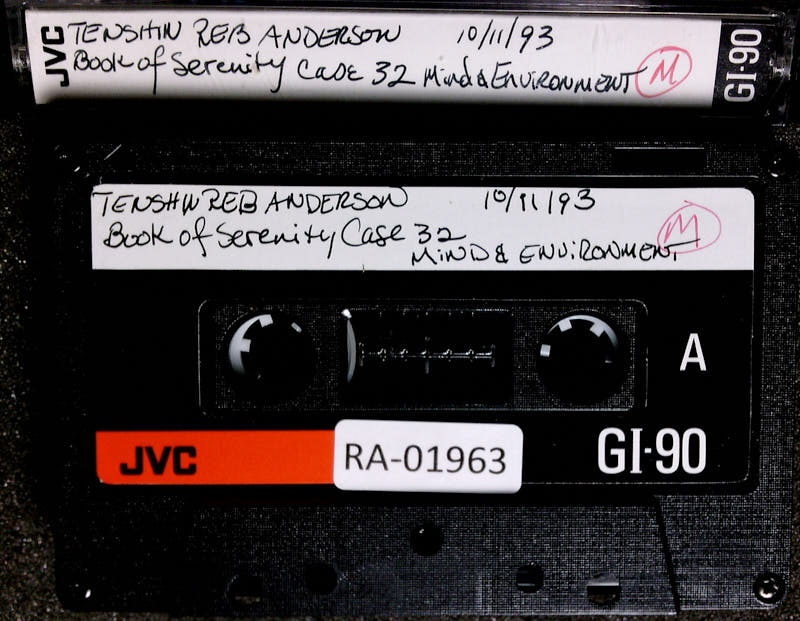 JVC
TENSHIN REB ANDERSON 10/11/93
Book of Serenity Case 32 Mind & ENVIRONMENT M
GI-90
TENSHIN REB ANDERSON 10/11/93
Book of Serenity Case 32
MIND & ENVIRONMENT M
A
JVC RA-01963 GI-90